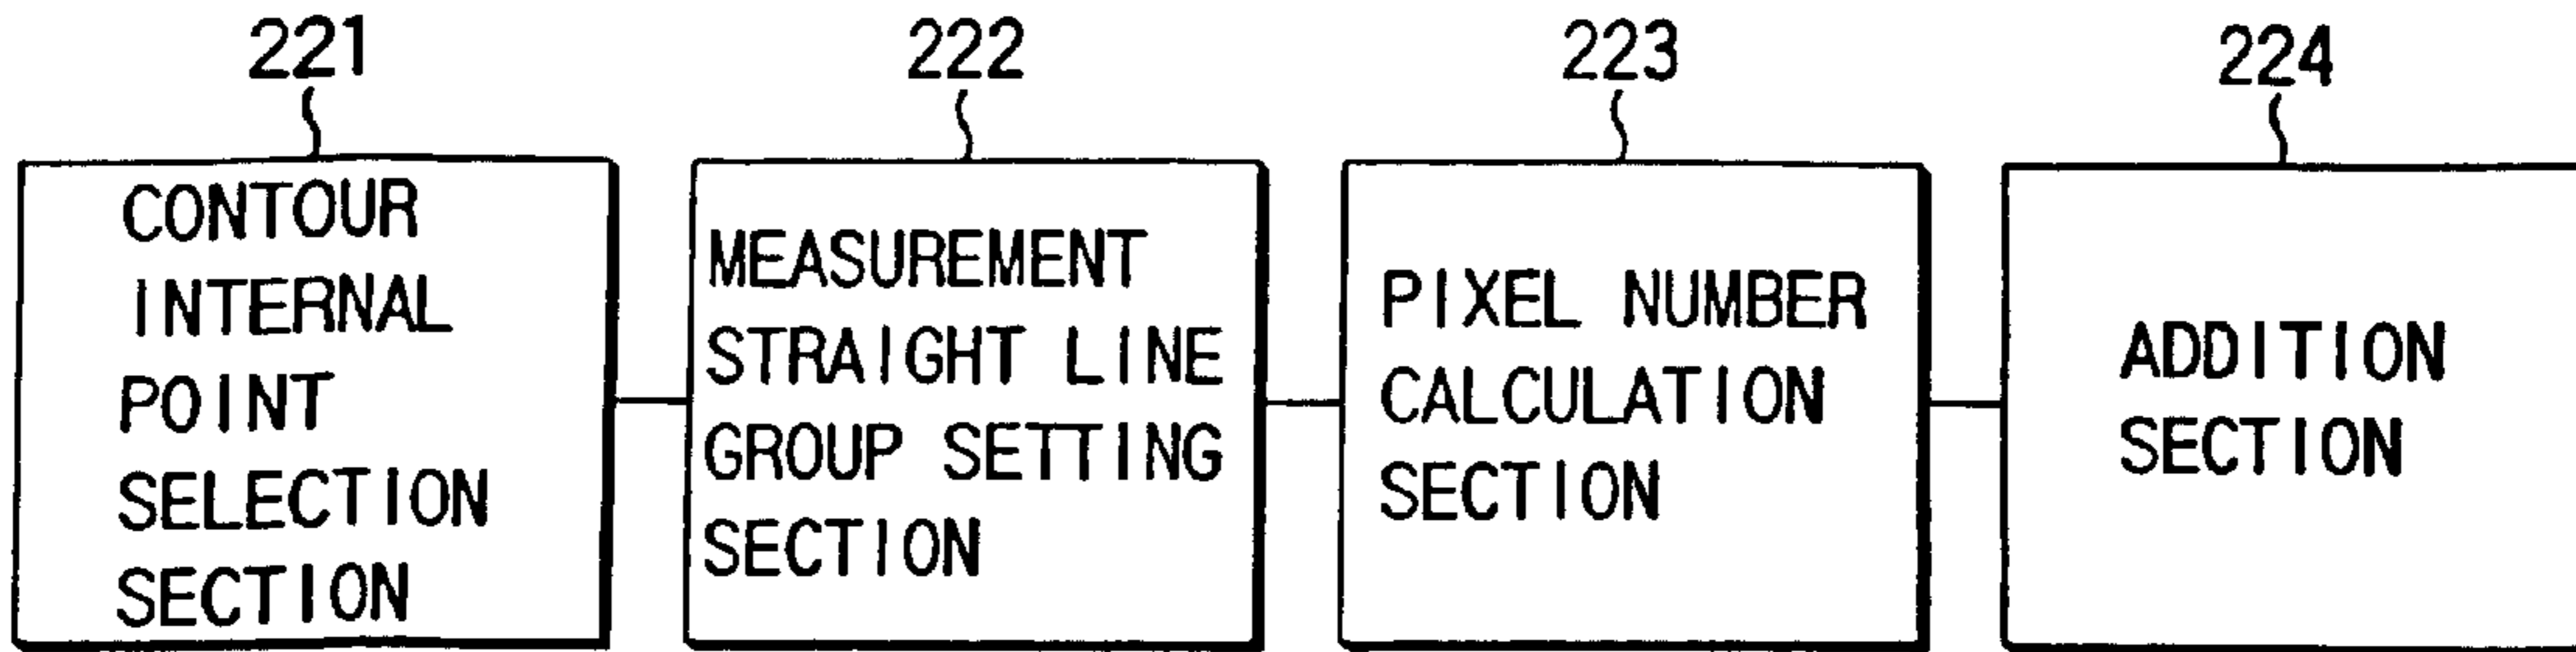 221
222
223
224
CONTOUR
INTERNAL
POINT
SELECTION
SECTION
MEASUREMENT
STRAIGHT LINE
GROUP SETTING
SECTION
PIXEL NUMBER
CALCULATION
SECTION
ADDITION
SECTION